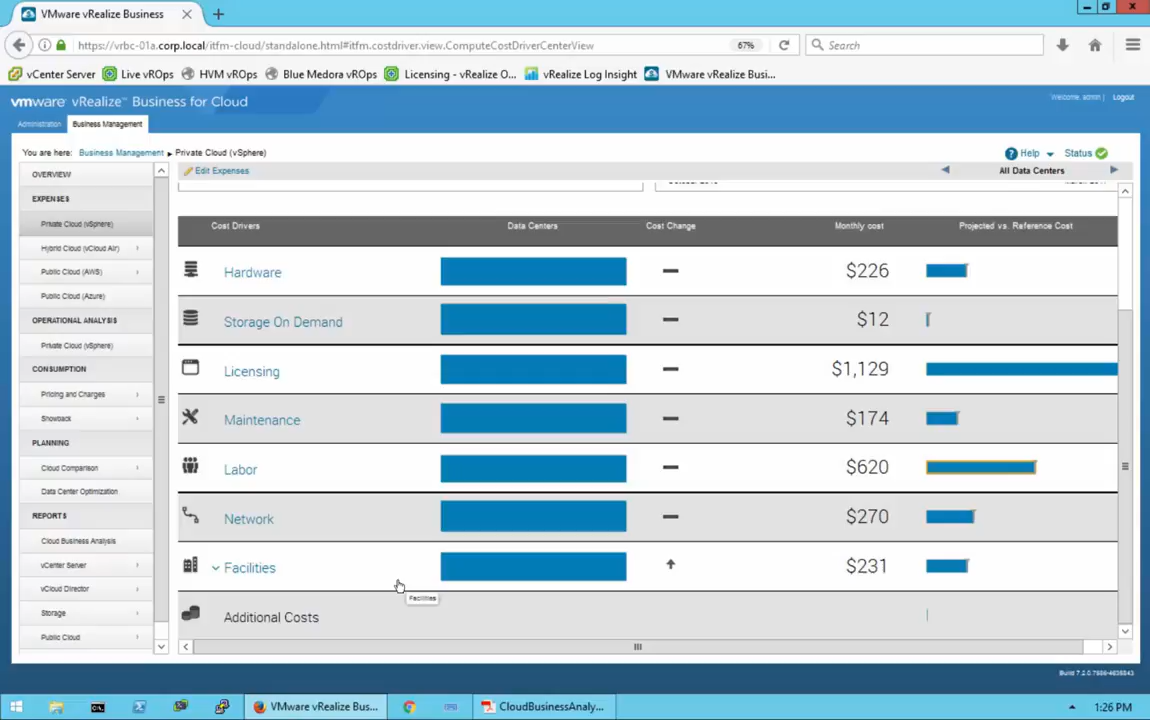 VMware vRealize Business
https://vrbc-01a.corp.local/itfm-cloud/standalone.html#itfm.costdriver.view.ComputeCostDriverCenterView
67%
Search
vCenter Server
Live vROps
HVM vROps
Blue Medora vROps
Licensing - vRealize O...
vRealize Log Insight
VMware vRealize Busi...
vmware vRealize™ Business for Cloud
Welcome, admin |
Logout
Administration
Business Management
You are here:
Business Management
Private Cloud (vSphere)
Help
Status
OVERVIEW
EXPENSES
Private Cloud (vSphere)
Hybrid Cloud (vCloud Air)
Public Cloud (AWS)
Public Cloud (Azure)
OPERATIONAL ANALYSIS
Private Cloud (vSphere)
CONSUMPTION
Pricing and Charges
Showback
PLANNING
Cloud Comparison
Data Center Optimization
REPORTS
Cloud Business Analysis
vCenter Server
vCloud Director
Storage
Public Cloud
Edit Expenses
All Data Centers
Cost Drivers
Data Centers
Cost Change
Monthly cost
Projected vs. Reference Cost
Hardware
$226
Storage On Demand
$12
Licensing
$1,129
Maintenance
$174
Labor
$620
Network
$270
Facilities
$231
Facilities
Additional Costs
VMware vRealize Bus...
CloudBusinessAnaly...
1:26 PM